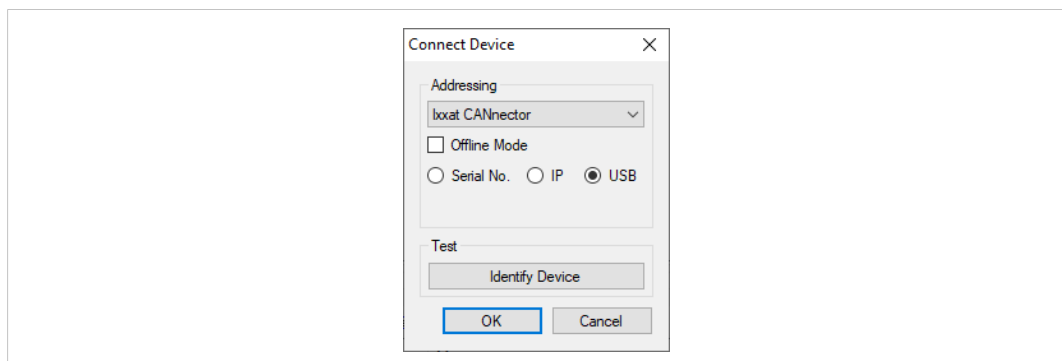 Connect Device
Addressing
Ixxat CANnector
Offline Mode
Serial No. IP USB
Test
Identify Device
OK Cancel